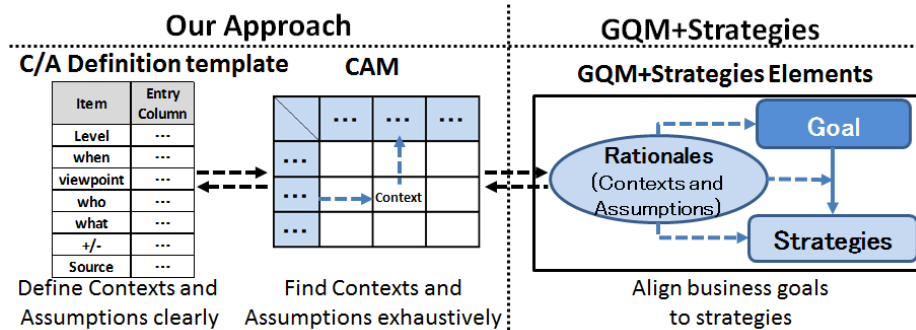 Our Approach
GQM+Strategies
C/A Definition template
CAM
GQM+Strategies Elements
Item
Entry
Column
Level
---
when
---
viewpoint
---
who
---
what
---
+/-
---
Source
---
...
...
...
...
...
Context
...
Rationales
(Contexts and
Assumptions)
Goal
Strategies
Define Contexts and
Assumptions clearly
Find Contexts and
Assumptions exhaustively
Align business goals
to strategies